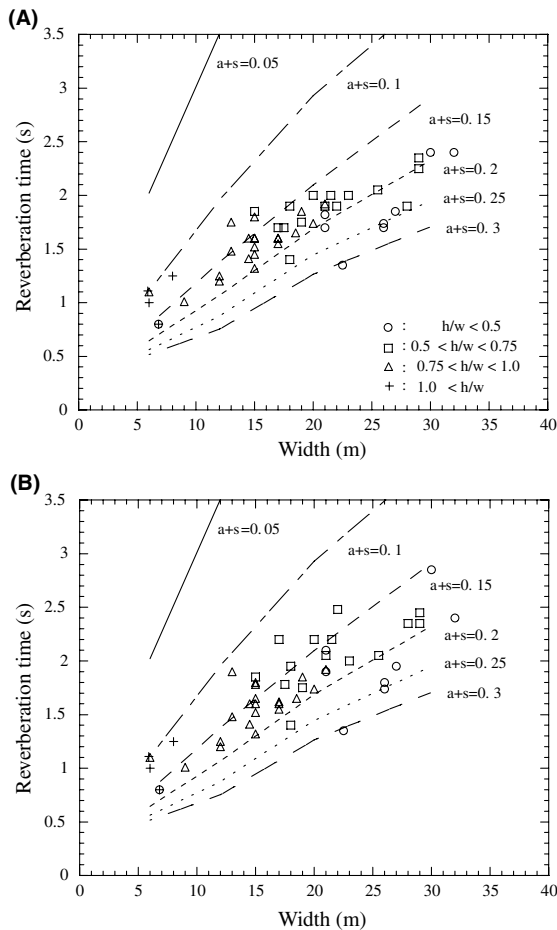 (A)
3.5
3
2.5
2
1.5
1
0.5
0
Reverberation time (s)
a+s=0. 05
a+s=0. 1
a+s=0. 15
a+s=0. 2
a+s=0. 25
a+s=0. 3
: h/w < 0.5
: 0.5 < h/w < 0.75
: 0.75 < h/w < 1.0
: 1.0 < h/w
0 5 10 15 20 25 30 35 40
Width (m)
(B)
3.5
3
2.5
2
1.5
1
0.5
0
Reverberation time (s)
a+s=0. 05
a+s=0. 1
a+s=0. 15
a+s=0. 2
a+s=0. 25
a+s=0. 3
0 5 10 15 20 25 30 35 40
Width (m)